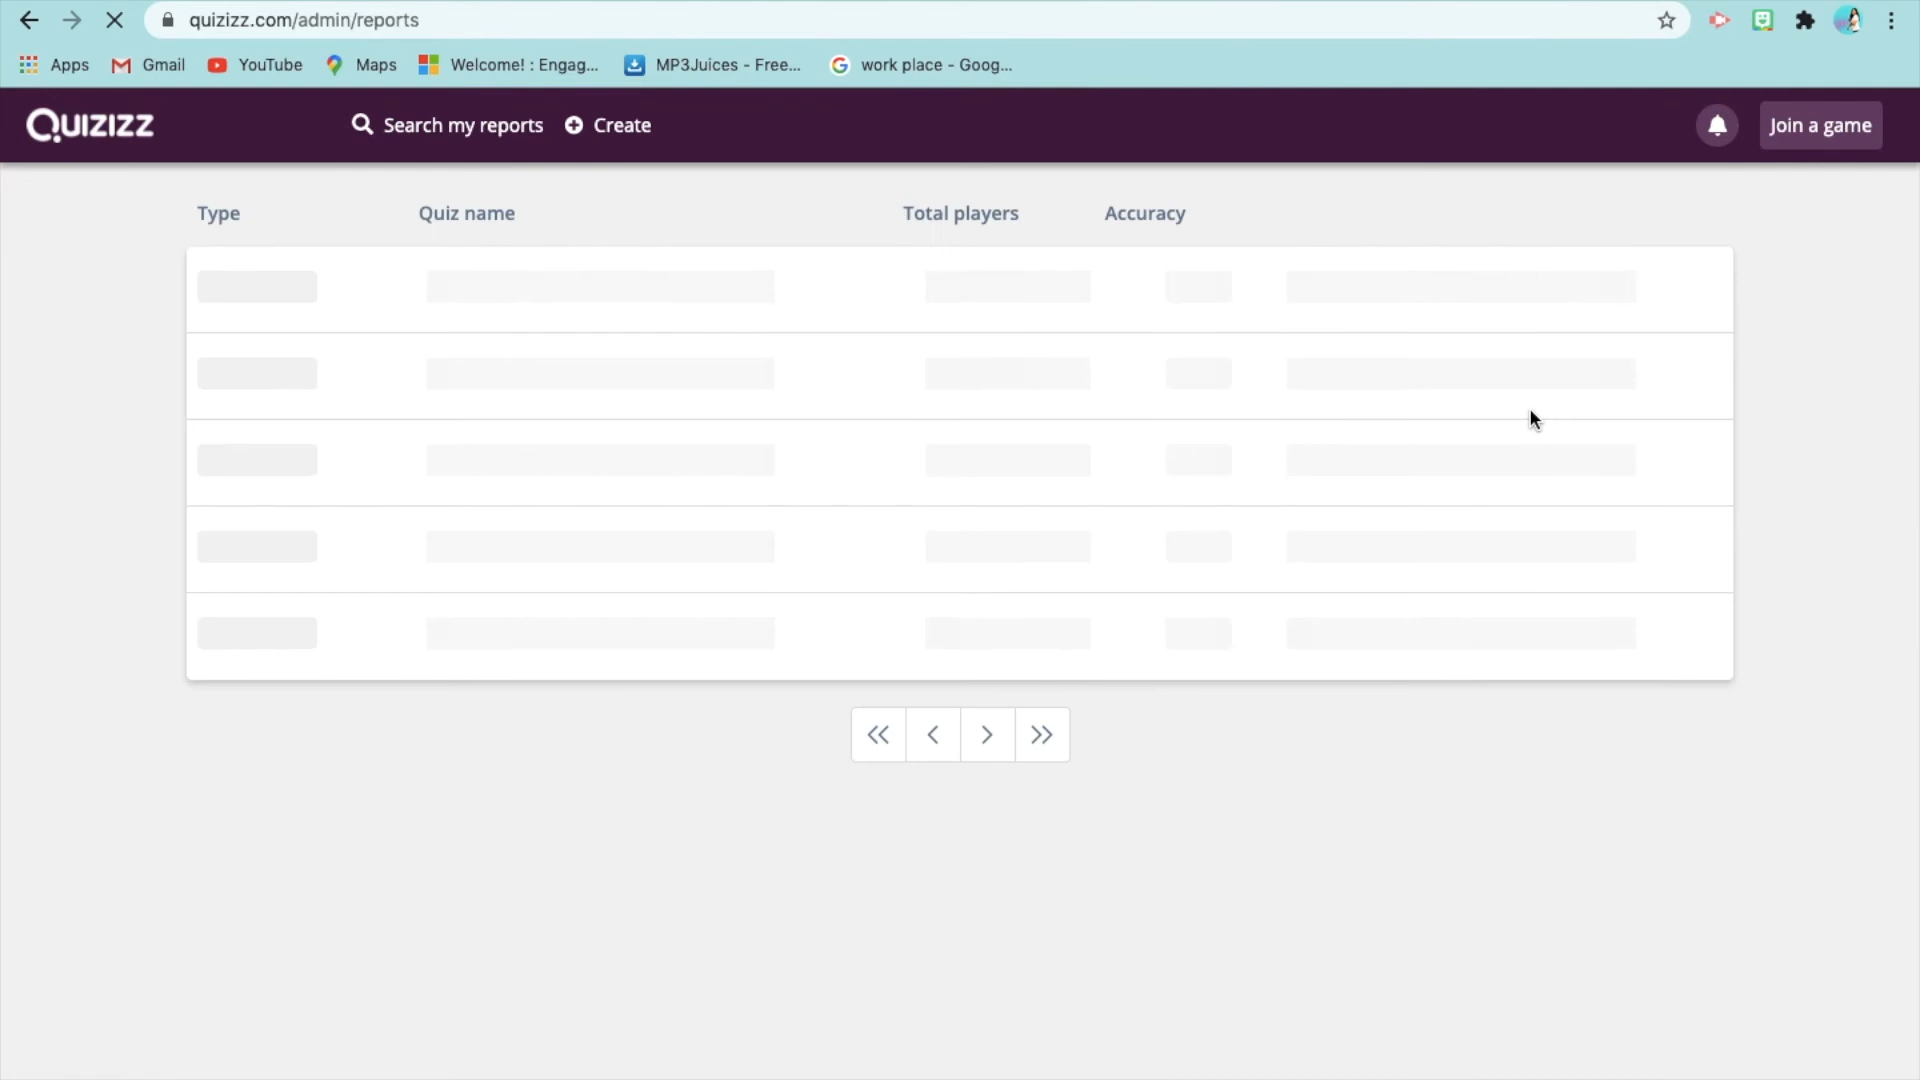 quizizz.com/admin/reports
Apps Gmail YouTube Maps Welcome! : Engag... MP3Juices - Free... work place - Goog...
QUIZIZZ Search my reports Create Join a game
Type Quiz name Total players Accuracy